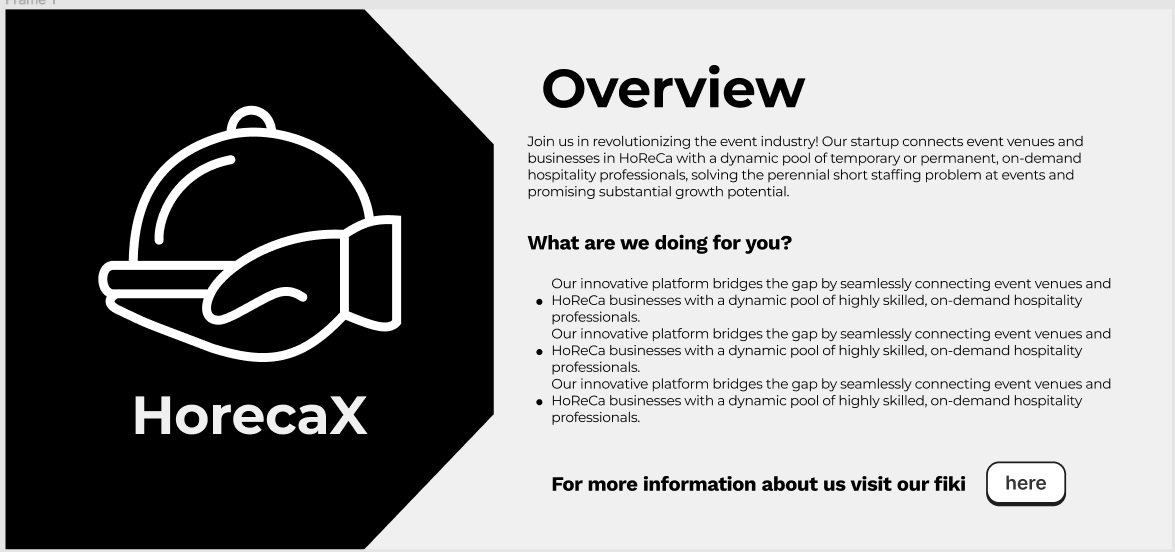 Frame 1
HorecaX
Overview
Join us in revolutionizing the event industry! Our startup connects event venues and
businesses in HoReCa with a dynamic pool of temporary or permanent, on-demand
hospitality professionals, solving the perennial short staffing problem at events and
promising substantial growth potential.
What are we doing for you?
Our innovative platform bridges the gap by seamlessly connecting event venues and
● HoReCa businesses with a dynamic pool of highly skilled, on-demand hospitality
professionals.
Our innovative platform bridges the gap by seamlessly connecting event venues and
● HoReCa businesses with a dynamic pool of highly skilled, on-demand hospitality
professionals.
Our innovative platform bridges the gap by seamlessly connecting event venues and
● HoReCa businesses with a dynamic pool of highly skilled, on-demand hospitality
professionals.
For more information about us visit our fiki
here